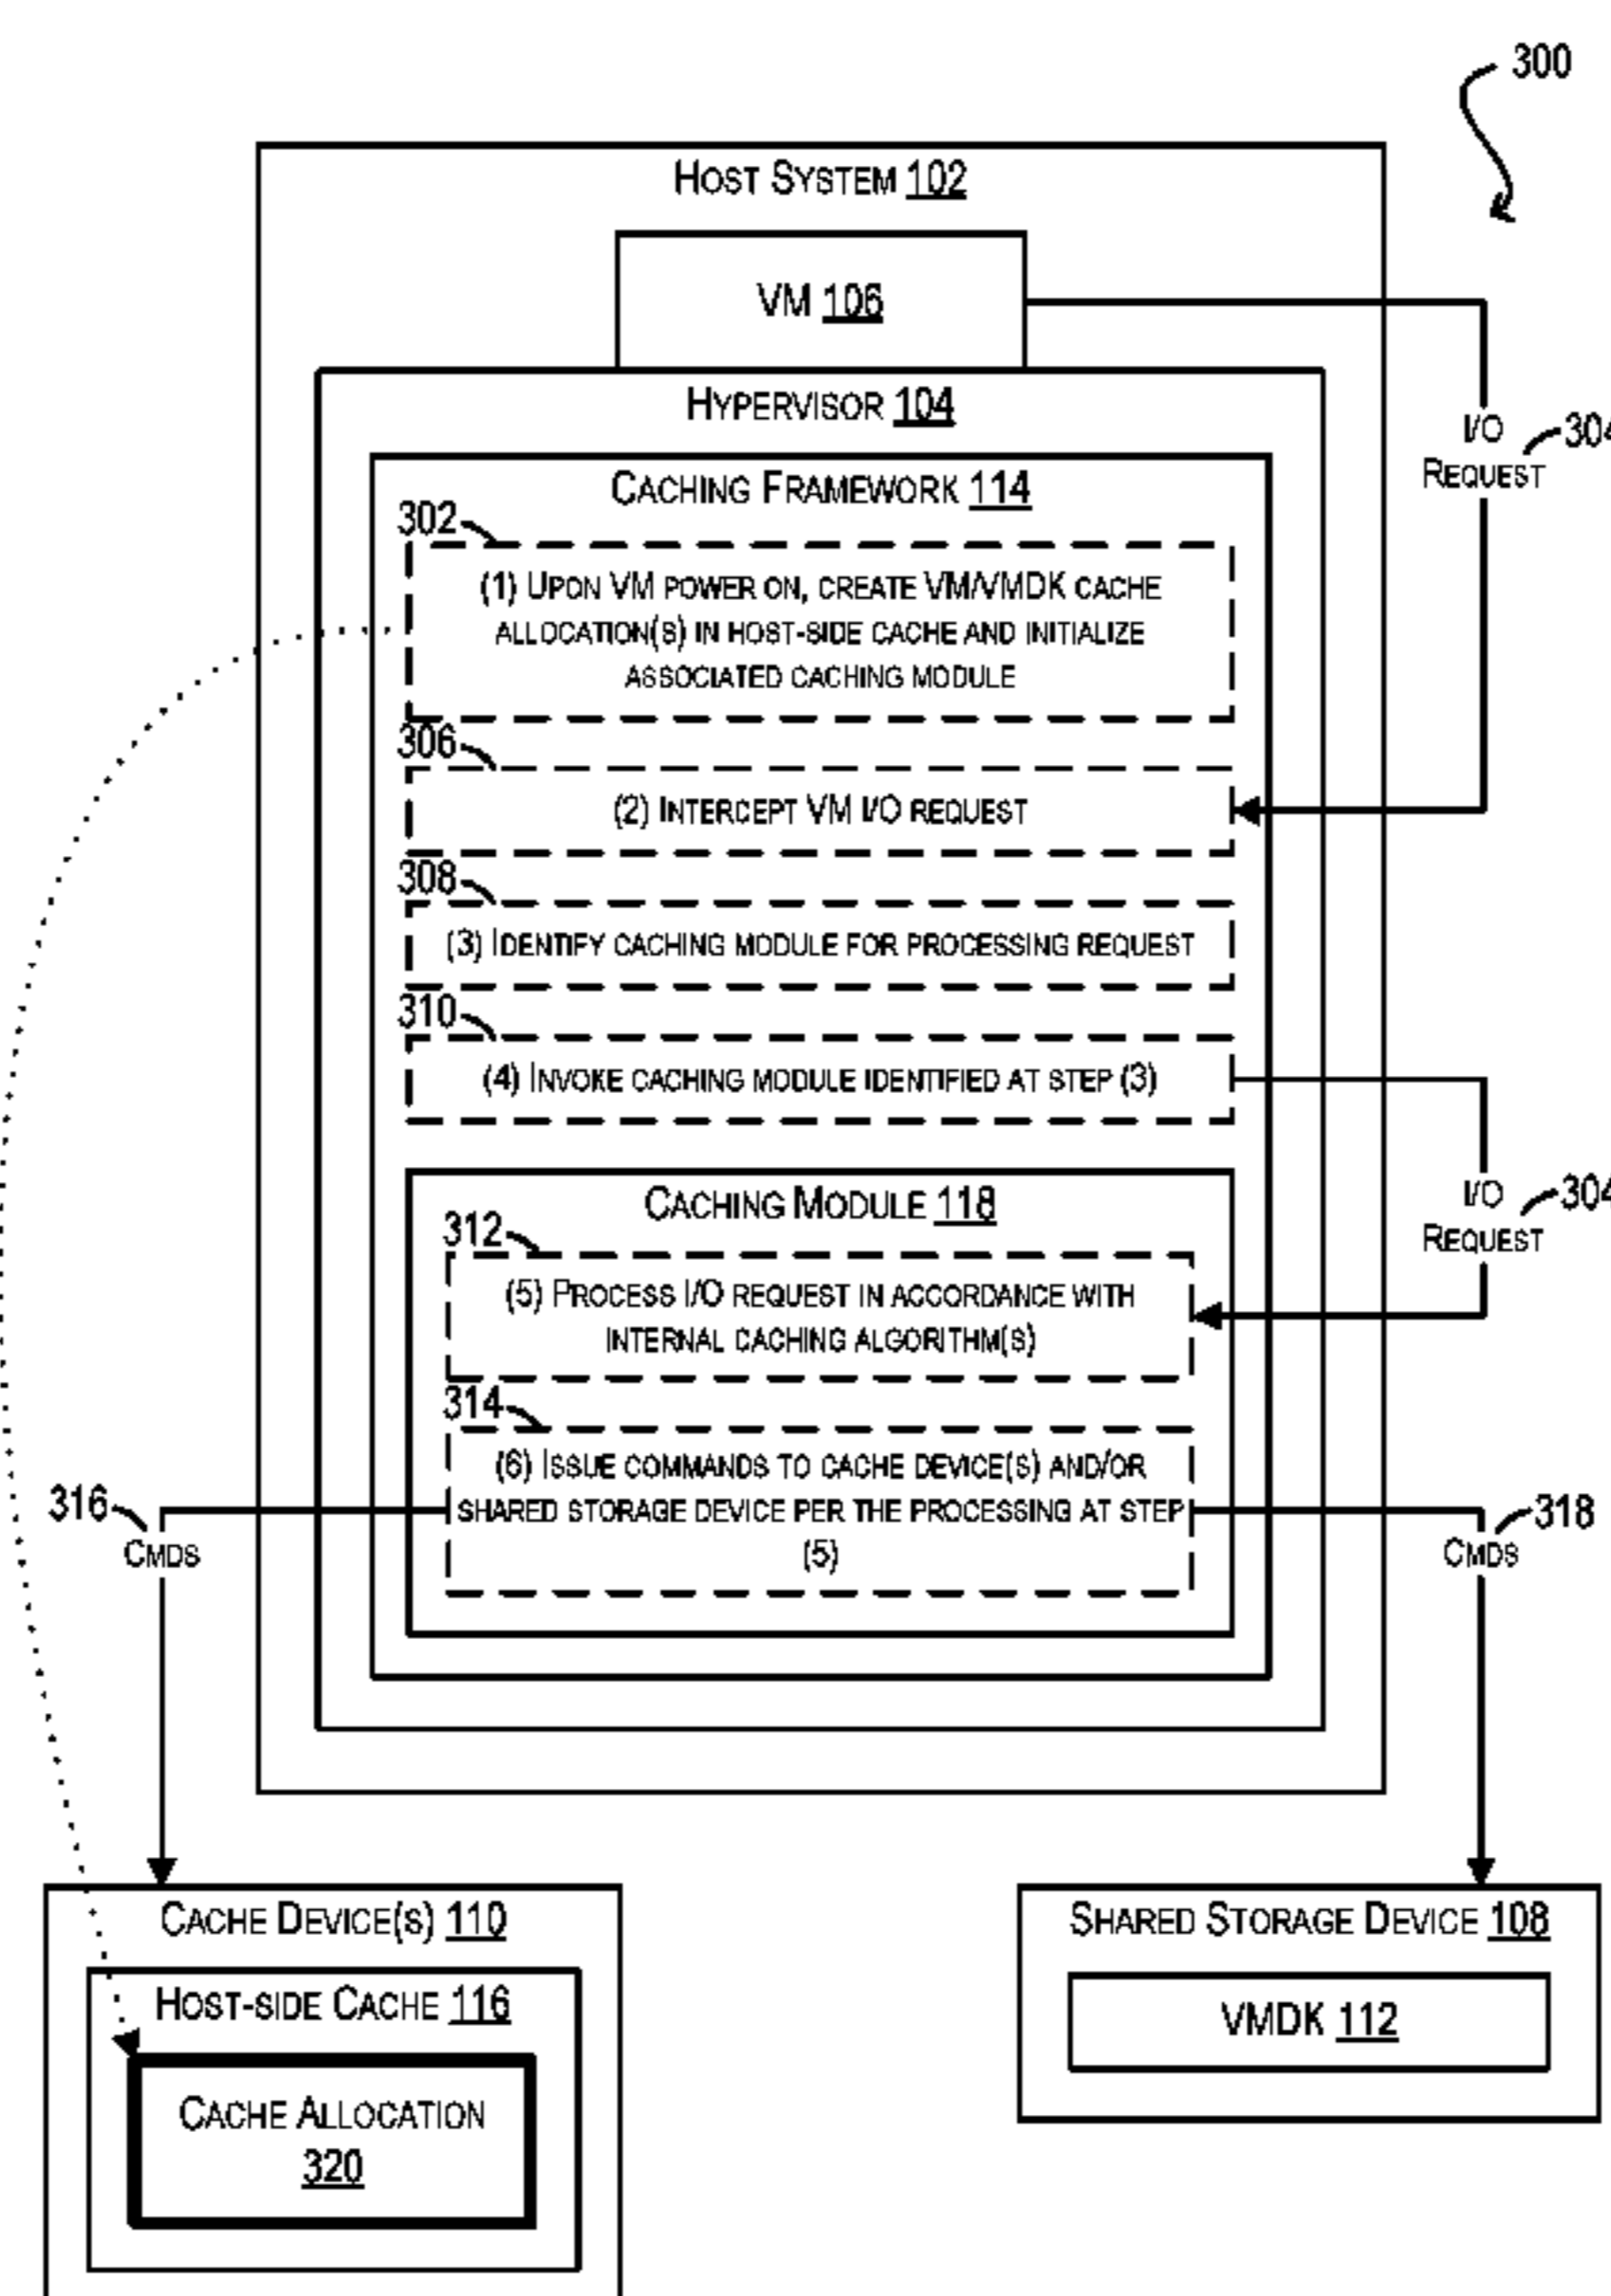 300
Host System 102
VM 106
Hypervisor 104
I/O
Request
304
Caching Framework 114
302
(1) Upon VM power on, create VM/VMDK cache
allocation(s) in host-side cache and initialize
associated caching module
306
(2) Intercept VM I/O request
308
(3) Identify caching module for processing request
310
(4) Invoke caching module identified at step (3)
I/O
Request
304
Caching Module 118
312
(5) Process I/O request in accordance with
internal caching algorithm(s)
314
(6) Issue commands to cache device(s) and/or
shared storage device per the processing at step
(5)
316
Cmds
318
Cmds
Cache Device(s) 110
Host-side Cache 116
Cache Allocation
320
Shared Storage Device 108
VMDK 112